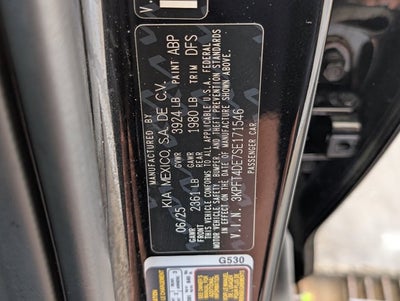 MANUFACTURED BY
KIA MEXICO, S.A. DE C.V.
06/25 GVWR 3924 LB PAINT ABP
GAWR FRONT 2361 LB GAWR REAR 1980 LB TRIM DFS
THIS VEHICLE CONFORMS TO ALL APPLICABLE U.S.A. FEDERAL
MOTOR VEHICLE SAFETY, BUMPER, AND THEFT PREVENTION STANDARDS
IN EFFECT ON THE DATE OF MANUFACTURE SHOWN ABOVE.
V.I.N. 3KPFT4DE7SE171546
PASSENGER CAR
G530